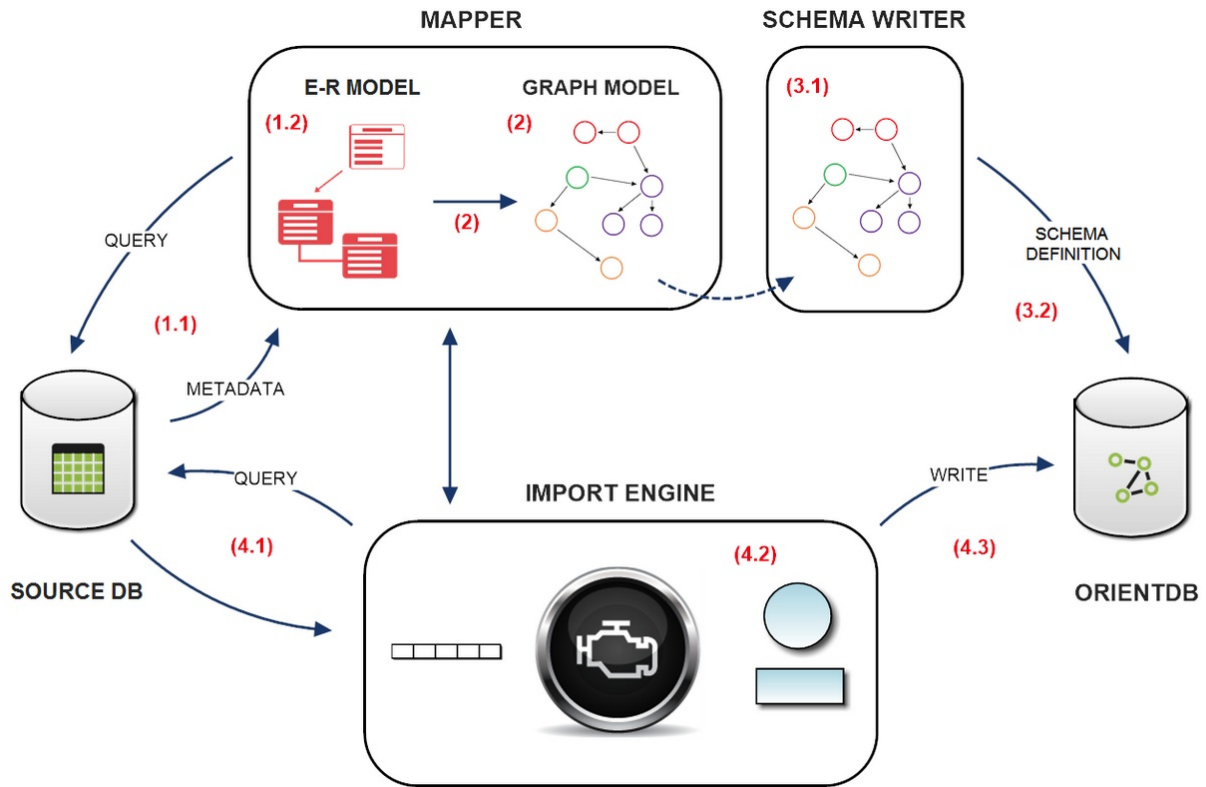 MAPPER
SCHEMA WRITER
E-R MODEL
GRAPH MODEL
(3.1)
(1.2)
(2)
(2)
QUERY
SCHEMA
DEFINITION
(1.1)
(3.2)
METADATA
QUERY
WRITE
IMPORT ENGINE
(4.1)
(4.2)
(4.3)
SOURCE DB
ORIENTDB